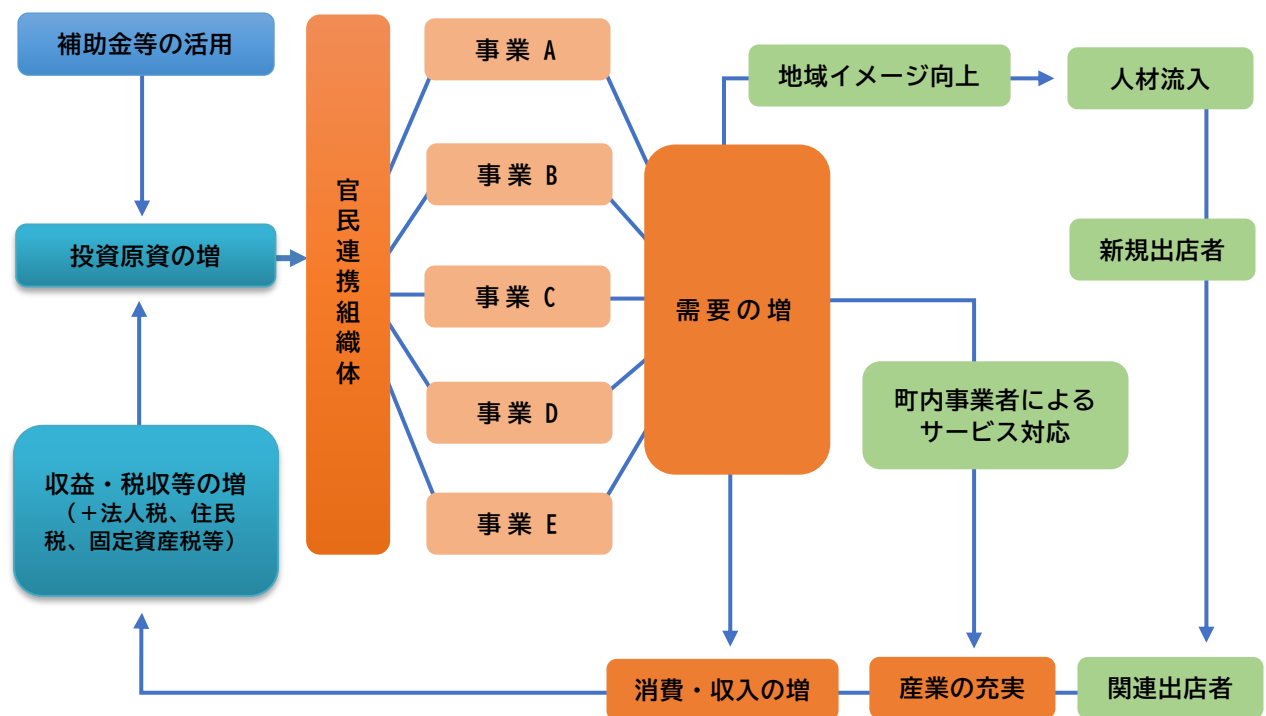 補助金等の活用
投資原資の増
収益・税収等の増
（＋法人税、住民
税、固定資産税等）
官民連携組織体
事業 A
事業 B
事業 C
事業 D
事業 E
需要の増
地域イメージ向上
人材流入
新規出店者
町内事業者による
サービス対応
消費・収入の増
産業の充実
関連出店者